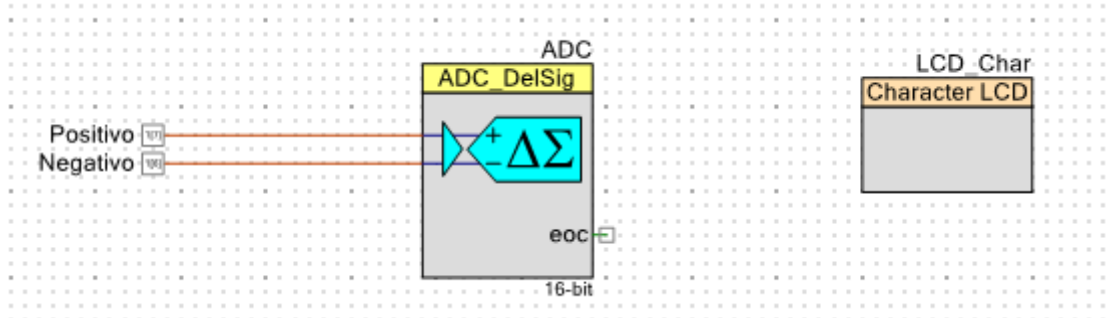 ADC
ADC_DelSig
LCD_Char
Character LCD
Positivo
Negativo
+
ΔΣ
−
eoc
16-bit